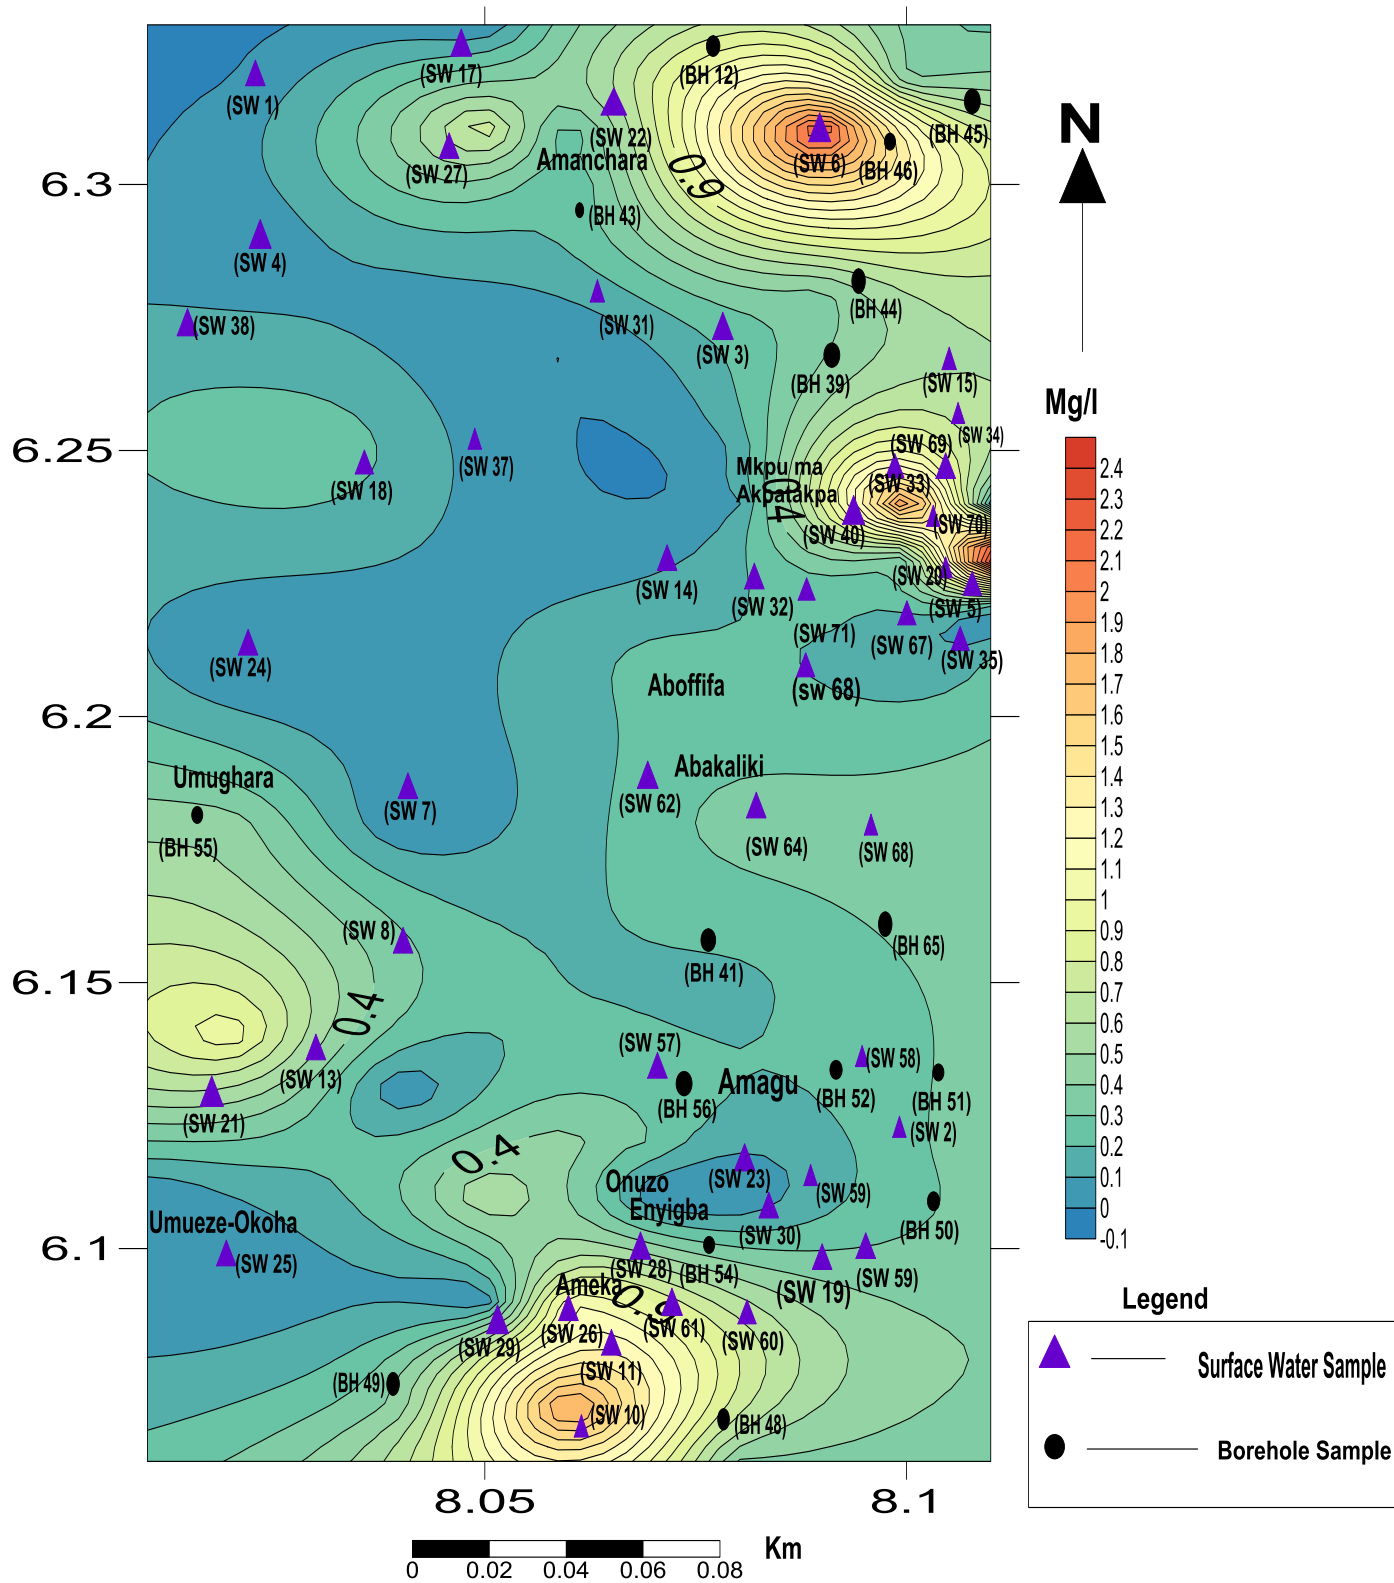 (SW 17)
(BH 12)
(SW 1)
(BH 45)
N
(SW 22)
(SW 6)
(BH 46)
(SW 27)
Amanchara
0.9
6.3
(BH 43)
(SW 4)
(BH 44)
(SW 38)
(SW 31)
(SW 3)
(BH 39)
(SW 15)
Mg/l
(SW 34)
(SW 69)
6.25
(SW 37)
Mkpu ma
Akpatakpa
(SW 33)
(SW 18)
0.4
(SW 40)
(SW 70)
(SW 20)
(SW 14)
(SW 32)
(SW 5)
(SW 71)
(SW 67)
(SW 24)
(SW 35)
Aboffifa
(sw 68)
6.2
Umughara
Abakaliki
(SW 7)
(SW 62)
(BH 55)
(SW 64)
(SW 68)
(SW 8)
(BH 65)
(BH 41)
6.15
0.4
(SW 57)
(SW 58)
(SW 13)
Amagu
(BH 56)
(BH 52)
(BH 51)
(SW 21)
(SW 2)
0.4
(SW 23)
Onuzo
(SW 59)
Enyigba
Umueze-Okoha
(SW 30)
(BH 50)
6.1
(SW 25)
(SW 28)
(BH 54)
(SW 59)
Ameka
(SW 19)
0.9
(SW 29)
(SW 26)
(SW 61)
(SW 60)
(SW 11)
(BH 49)
(SW 10)
(BH 48)
8.05
8.1
2.4
2.3
2.2
2.1
2
1.9
1.8
1.7
1.6
1.5
1.4
1.3
1.2
1.1
1
0.9
0.8
0.7
0.6
0.5
0.4
0.3
0.2
0.1
0
-0.1
Legend
Surface Water Sample
Borehole Sample
Km
0 0.02 0.04 0.06 0.08